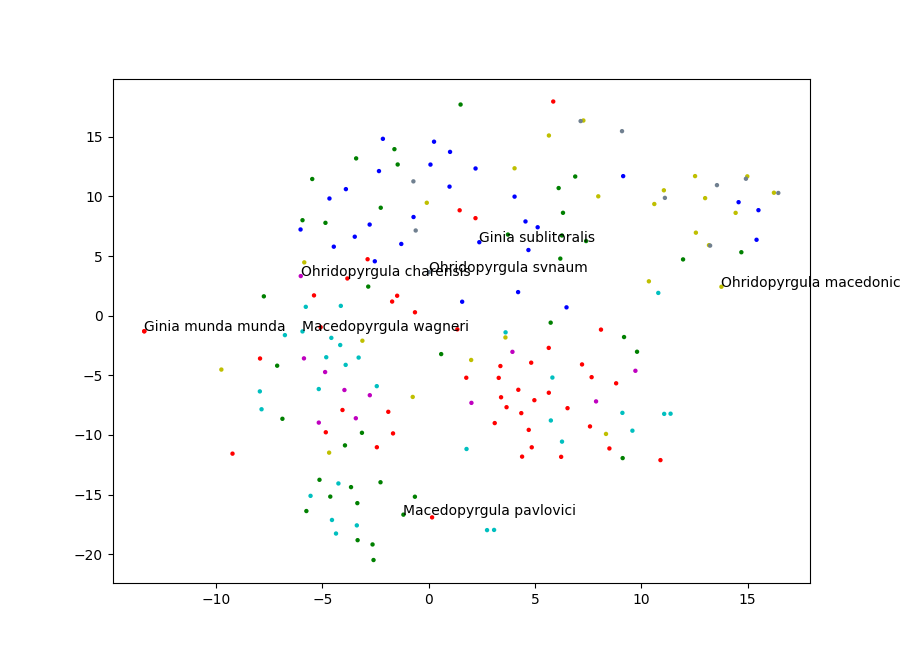 15
10
Ginia sublitoralis
5
Ohridopyrgula charensis
Ohridopyrgula svnaum
Ohridopyrgula macedonic
0
Ginia munda munda
Macedopyrgula wagneri
−5
−10
−15
Macedopyrgula pavlovici
−20
−10 −5 0 5 10 15